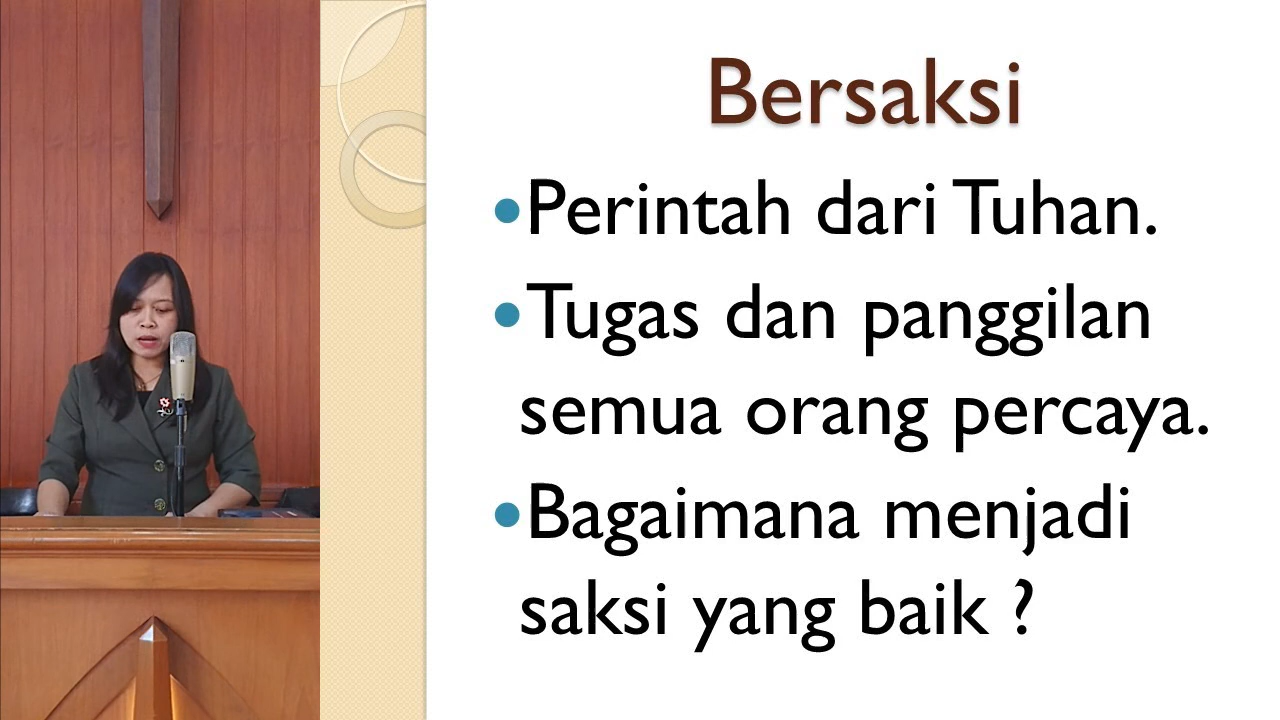 Bersaksi
•Perintah dari Tuhan.
•Tugas dan panggilan
semua orang percaya.
•Bagaimana menjadi
saksi yang baik ?